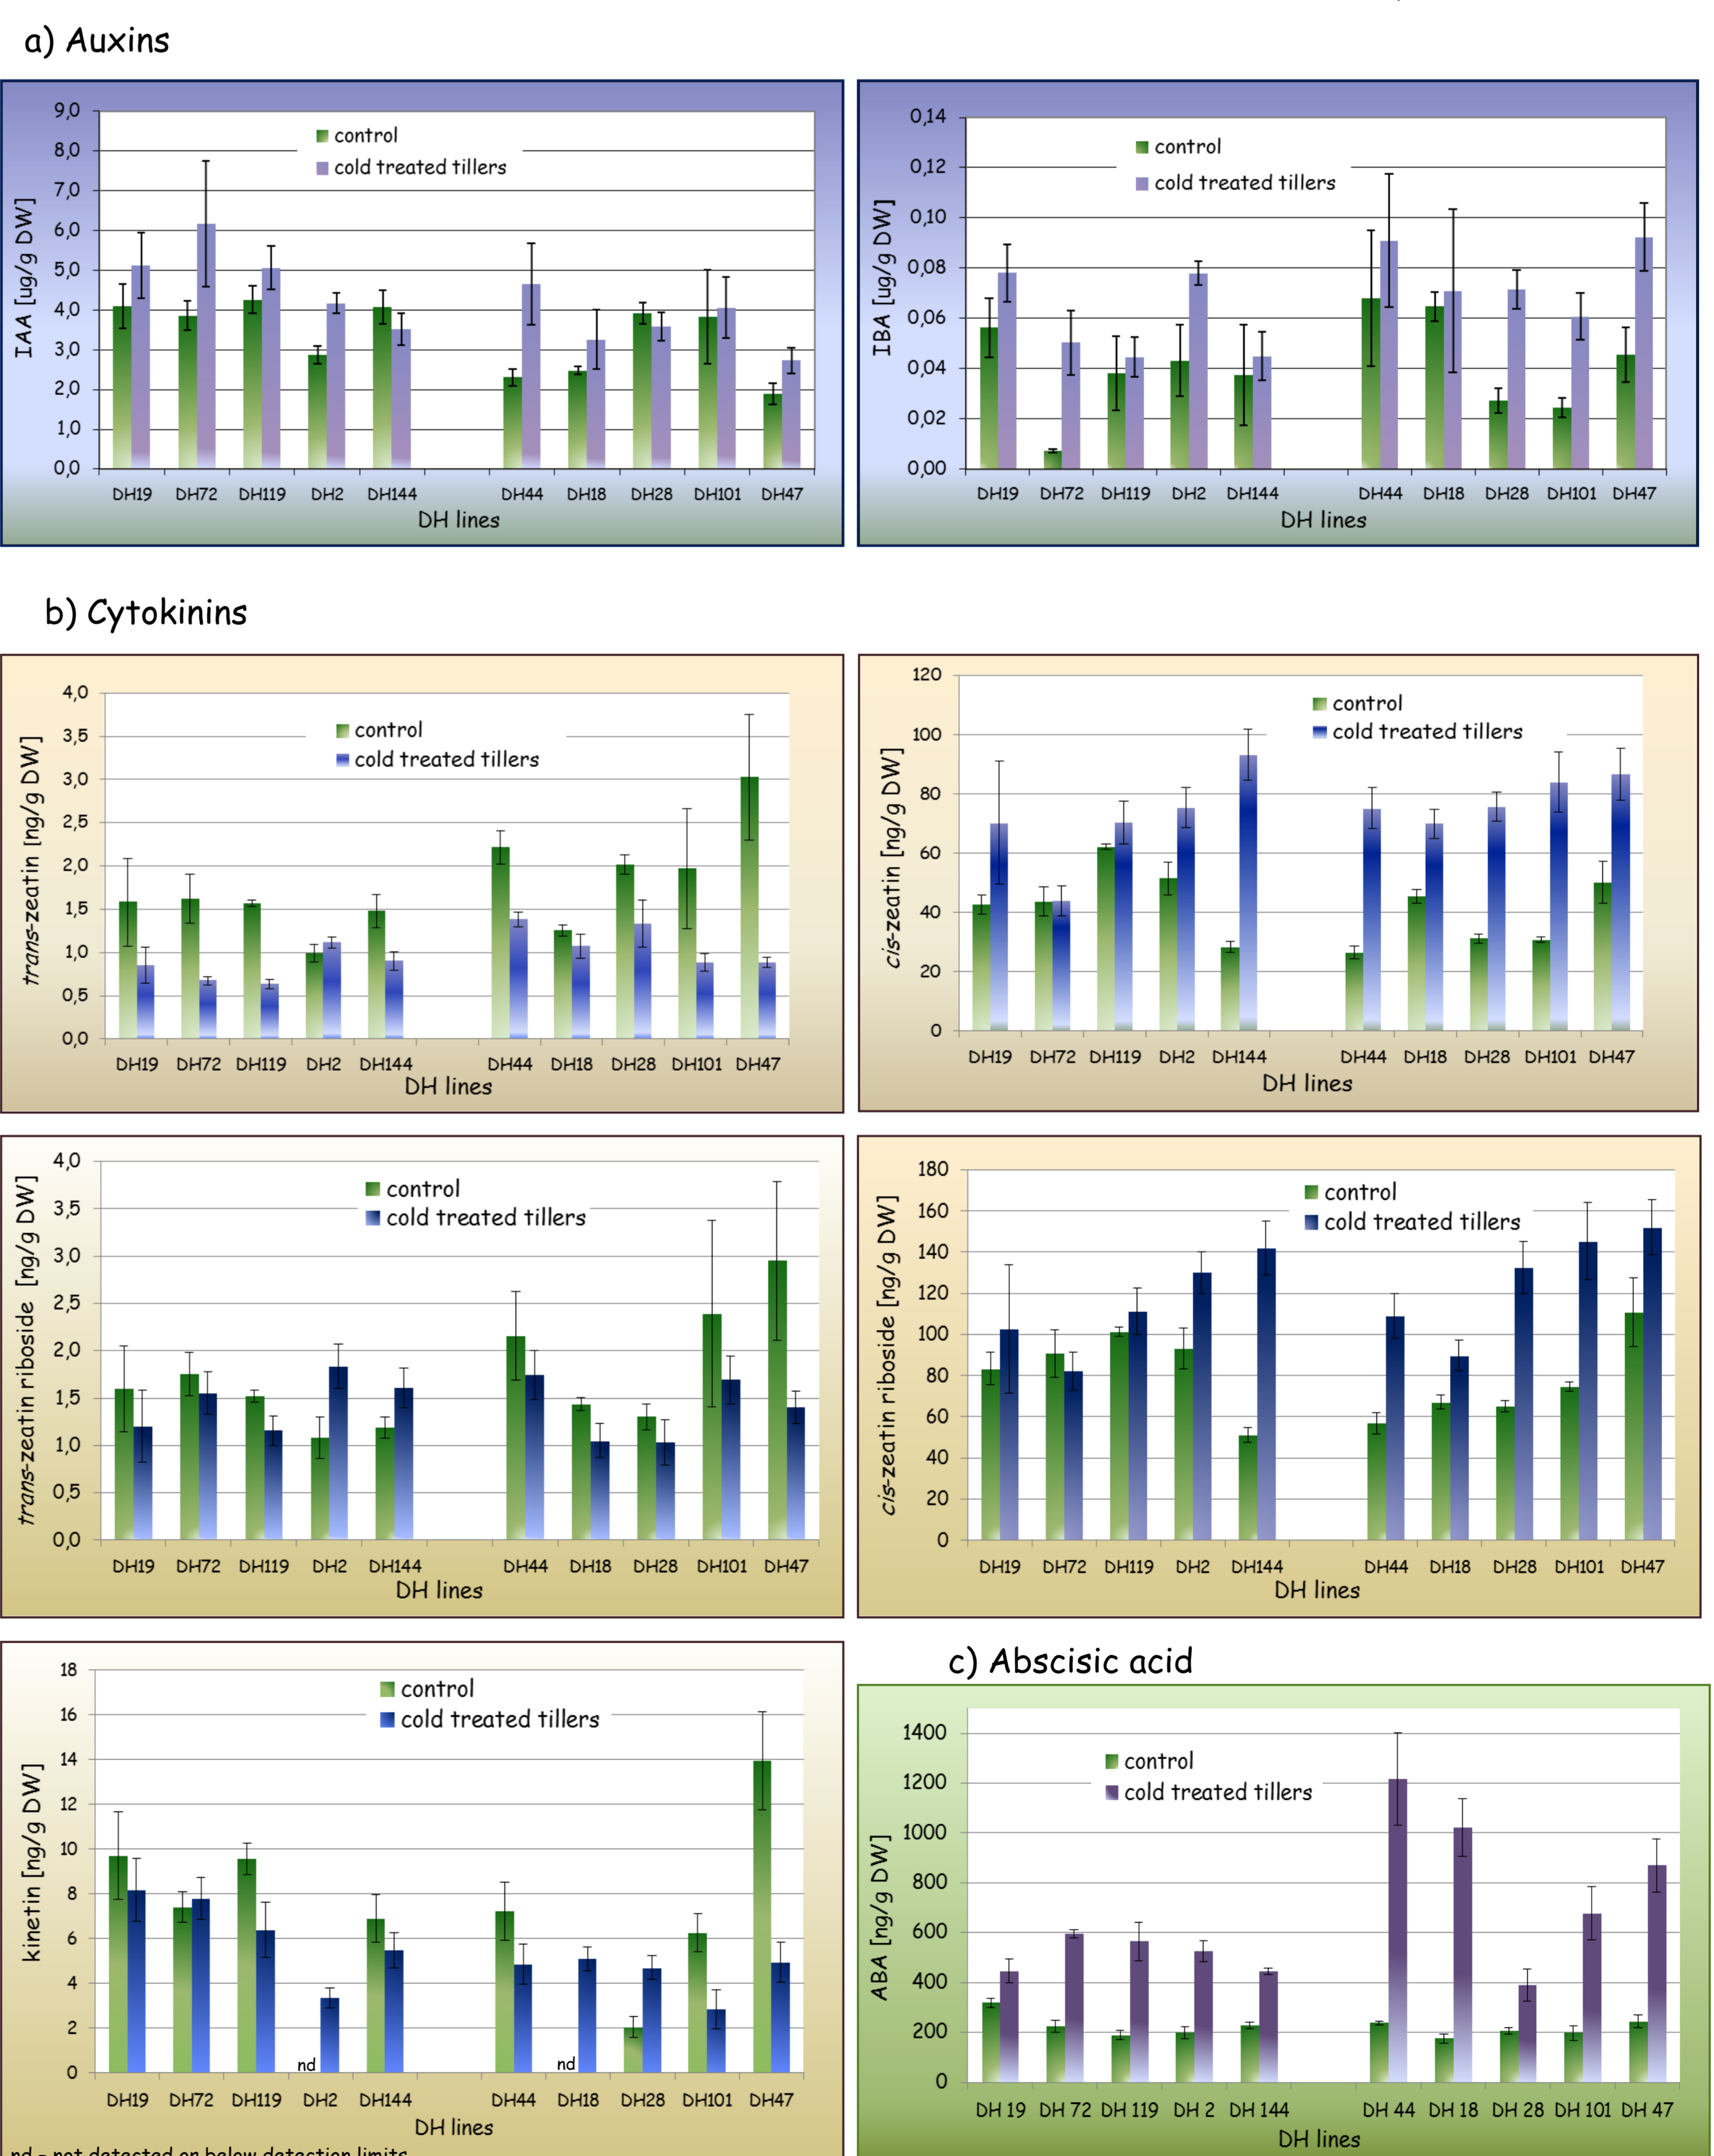 a) Auxins
IAA [ug/g DW]
9,0
8,0
7,0
6,0
5,0
4,0
3,0
2,0
1,0
0,0
control
cold treated tillers
DH19 DH72 DH119 DH2 DH144 DH44 DH18 DH28 DH101 DH47
DH lines
IBA [ug/g DW]
0,14
0,12
0,10
0,08
0,06
0,04
0,02
0,00
control
cold treated tillers
DH19 DH72 DH119 DH2 DH144 DH44 DH18 DH28 DH101 DH47
DH lines
b) Cytokinins
trans-zeatin [ng/g DW]
4,0
3,5
3,0
2,5
2,0
1,5
1,0
0,5
0,0
control
cold treated tillers
DH19 DH72 DH119 DH2 DH144 DH44 DH18 DH28 DH101 DH47
DH lines
cis-zeatin [ng/g DW]
120
100
80
60
40
20
0
control
cold treated tillers
DH19 DH72 DH119 DH2 DH144 DH44 DH18 DH28 DH101 DH47
DH lines
trans-zeatin riboside [ng/g DW]
4,0
3,5
3,0
2,5
2,0
1,5
1,0
0,5
0,0
control
cold treated tillers
DH19 DH72 DH119 DH2 DH144 DH44 DH18 DH28 DH101 DH47
DH lines
cis-zeatin riboside [ng/g DW]
180
160
140
120
100
80
60
40
20
0
control
cold treated tillers
DH19 DH72 DH119 DH2 DH144 DH44 DH18 DH28 DH101 DH47
DH lines
kinetin [ng/g DW]
18
16
14
12
10
8
6
4
2
0
control
cold treated tillers
nd
nd
DH19 DH72 DH119 DH2 DH144 DH44 DH18 DH28 DH101 DH47
DH lines
nd - not detected or below detection limits
c) Abscisic acid
ABA [ng/g DW]
1400
1200
1000
800
600
400
200
0
control
cold treated tillers
DH 19 DH 72 DH 119 DH 2 DH 144 DH 44 DH 18 DH 28 DH 101 DH 47
DH lines